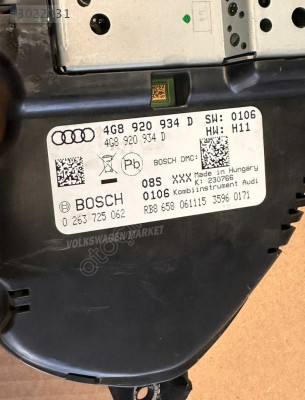 4G8 920 934 D SW: 0106
4G8 920 934 D HW: H11
Pb
BOSCH DMC:
BOSCH
08S XXX Made in Hungary
K: 230766
0106 Kombiinstrument Audi
0 263 725 062
RB8 658 061115 3596 0171
VOLKSWAGEN MARKET